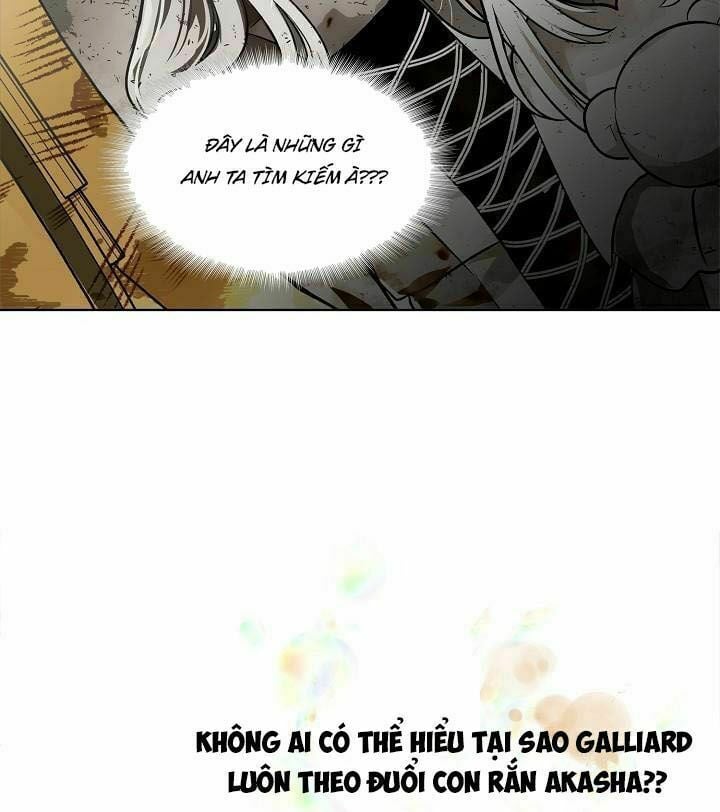 ĐÂY LÀ NHỮNG GÌ
ANH TA TÌM KIẾM À???
KHÔNG AI CÓ THỂ HIỂU TẠI SAO GALLIARD
LUÔN THEO ĐUỔI CON RẮN AKASHA??